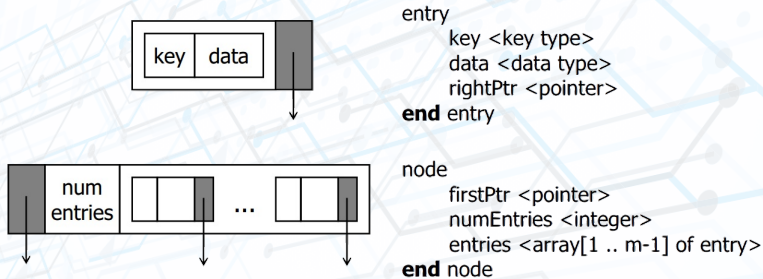 entry
key <key type>
data <data type>
rightPtr <pointer>
end entry
key data
node
firstPtr <pointer>
numEntries <integer>
entries <array[1 .. m-1] of entry>
end node
num
entries
...